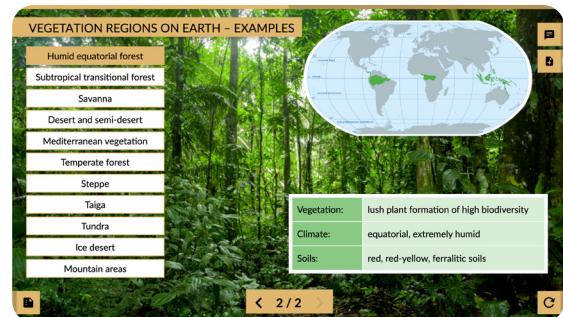 VEGETATION REGIONS ON EARTH – EXAMPLES
Humid equatorial forest
Subtropical transitional forest
Savanna
Desert and semi-desert
Mediterranean vegetation
Temperate forest
Steppe
Taiga
Tundra
Ice desert
Mountain areas
Vegetation: lush plant formation of high biodiversity
Climate: equatorial, extremely humid
Soils: red, red-yellow, ferralitic soils
2 / 2